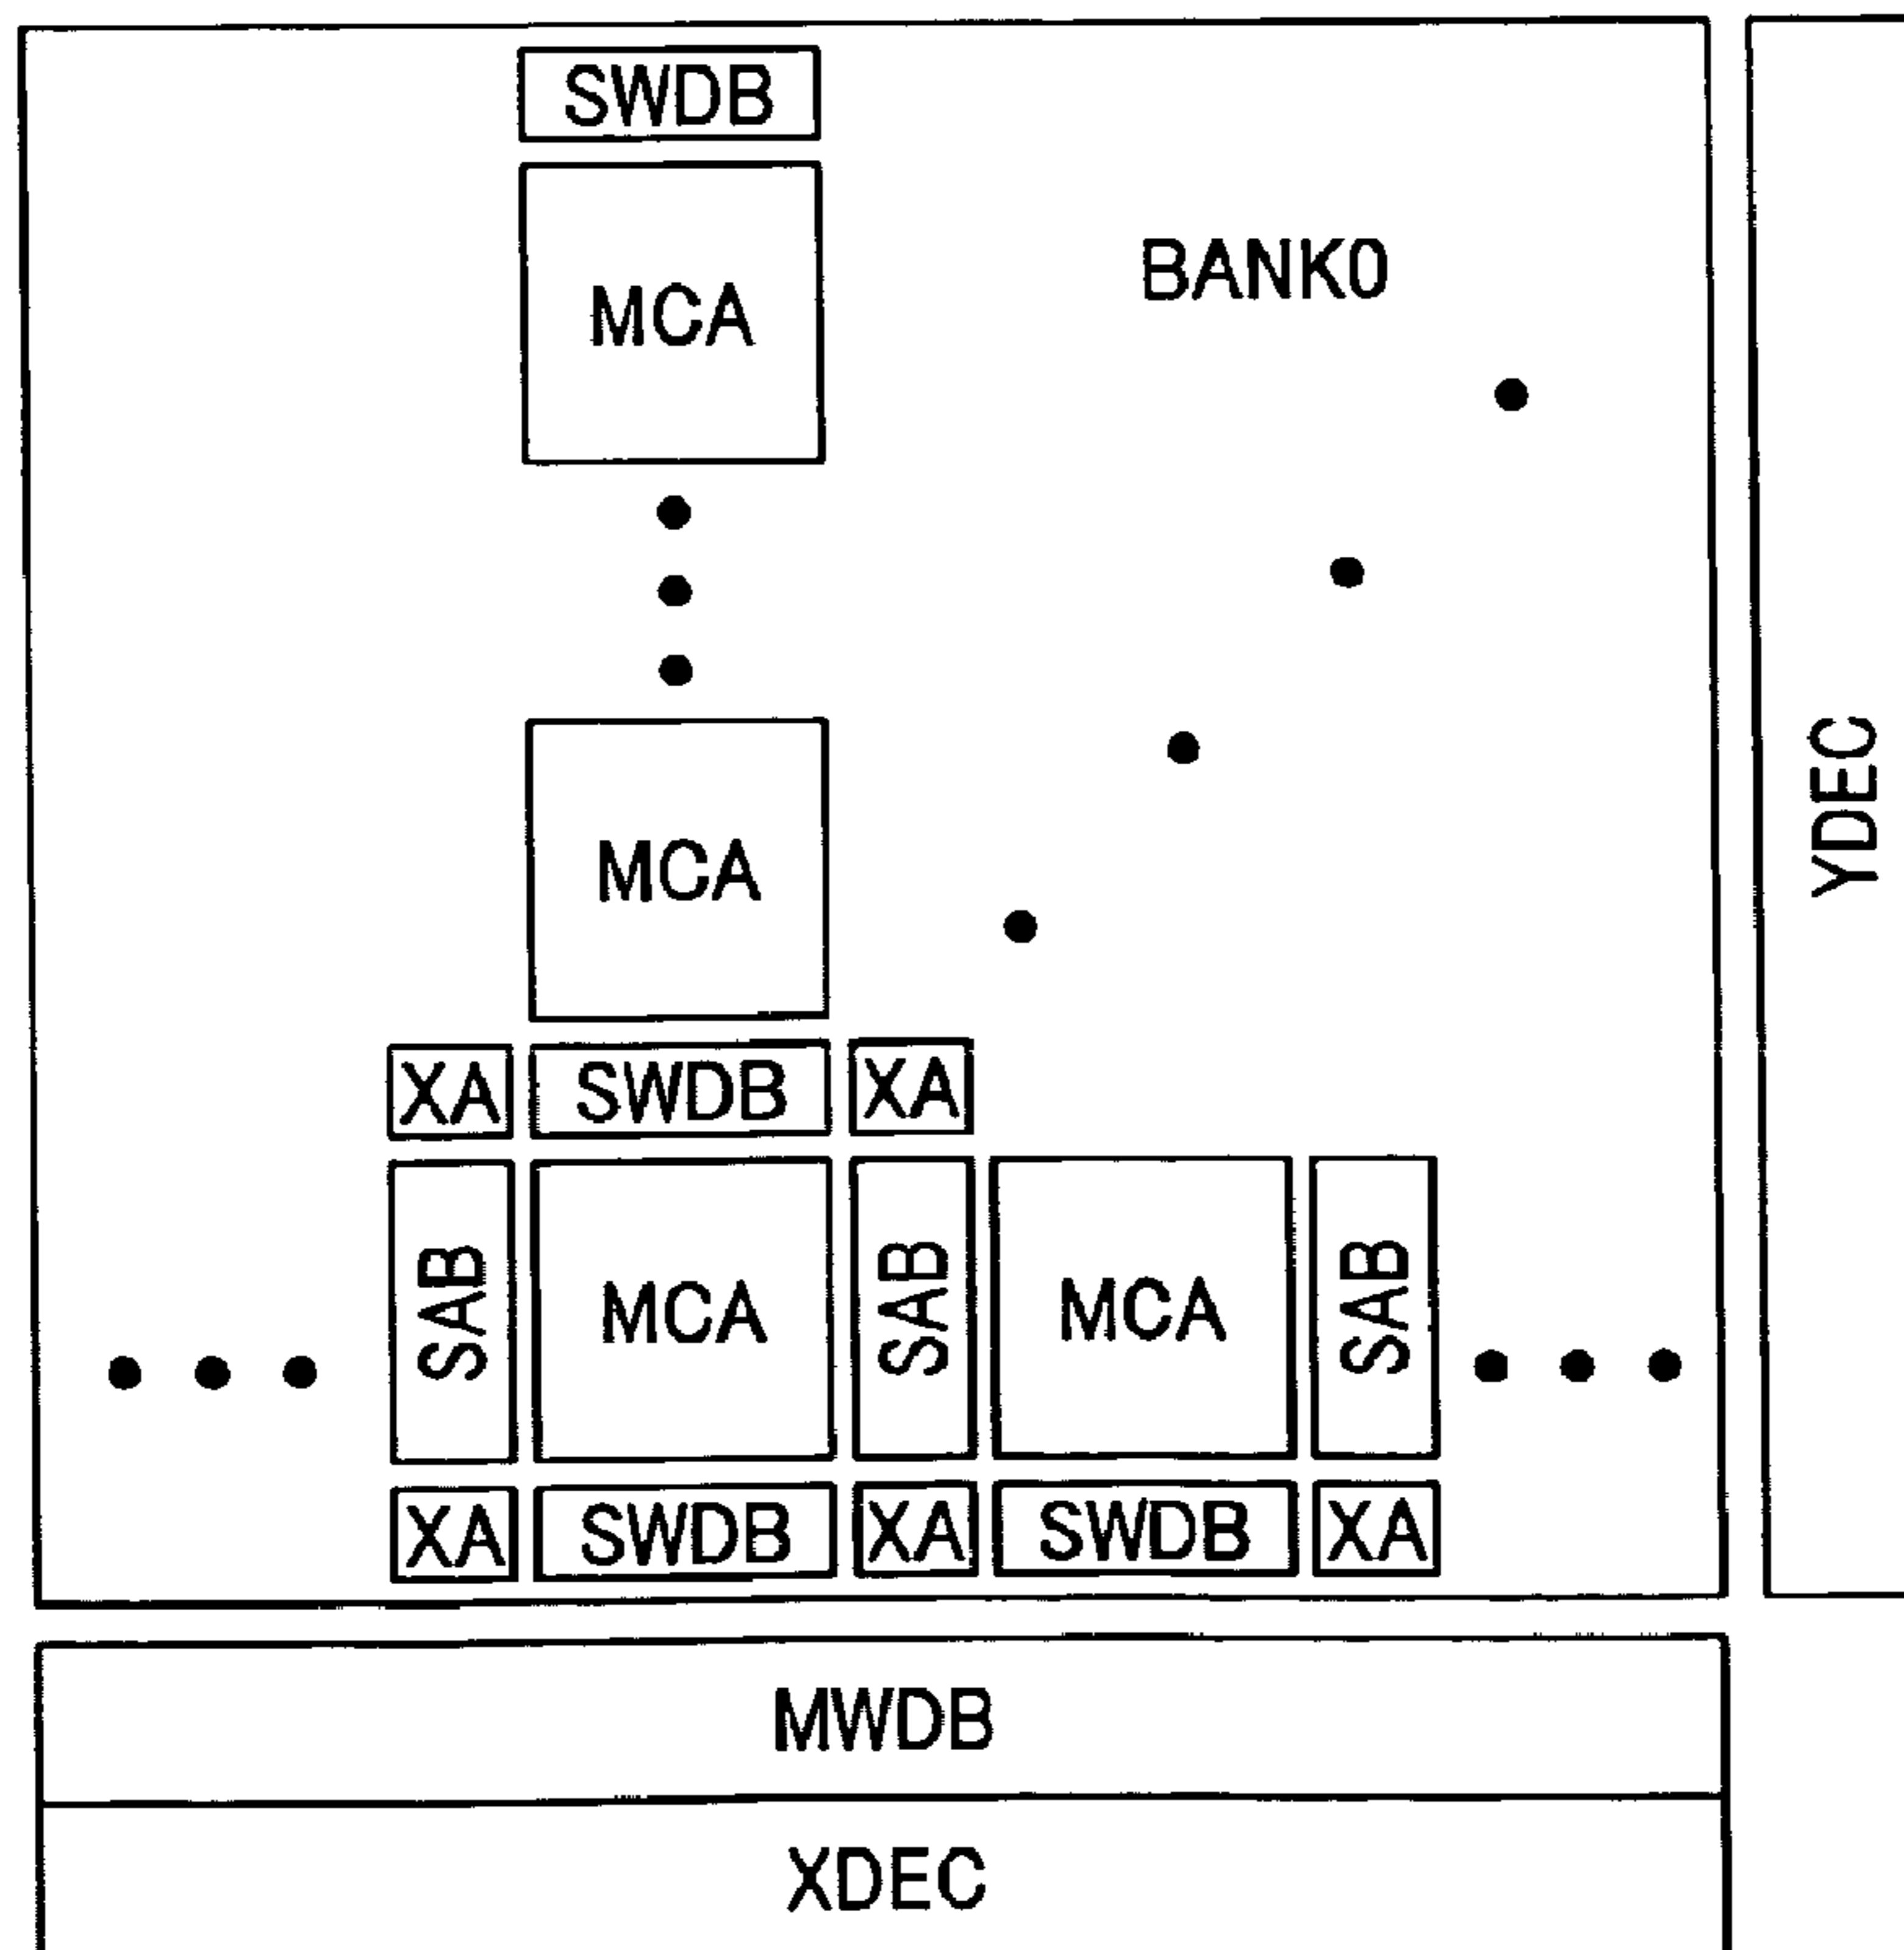 SWDB
MCA
BANK0
MCA
YDEC
XA SWDB XA
SAB MCA SAB MCA SAB
XA SWDB XA SWDB XA
MWDB
XDEC